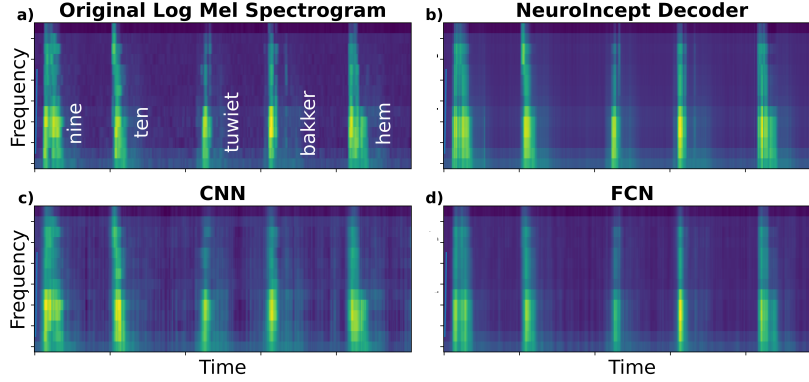 a) Original Log Mel Spectrogram
b) NeuroIncept Decoder
Frequency
nine
ten
tuwiet
bakker
hem
c) CNN
d) FCN
Frequency
Time
Time